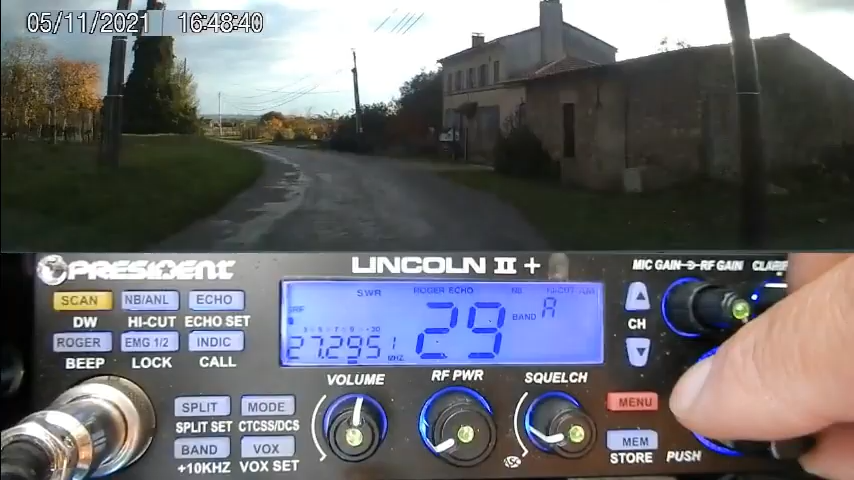 05/11/2021 16:48:40
PRESIDENT LINCOLN II + MIC GAIN RF GAIN CLARI
SCAN NB/ANL ECHO
DW HI-CUT ECHO SET
ROGER EMG 1/2 INDIC
BEEP LOCK CALL
SWR ROGER ECHO NB HI-CUT
29 BAND A
27.2951 MHZ
CH
VOLUME RF PWR SQUELCH
SPLIT MODE MENU
SPLIT SET CTCSS/DCS
BAND VOX MEM
+10KHZ VOX SET ASC STORE PUSH